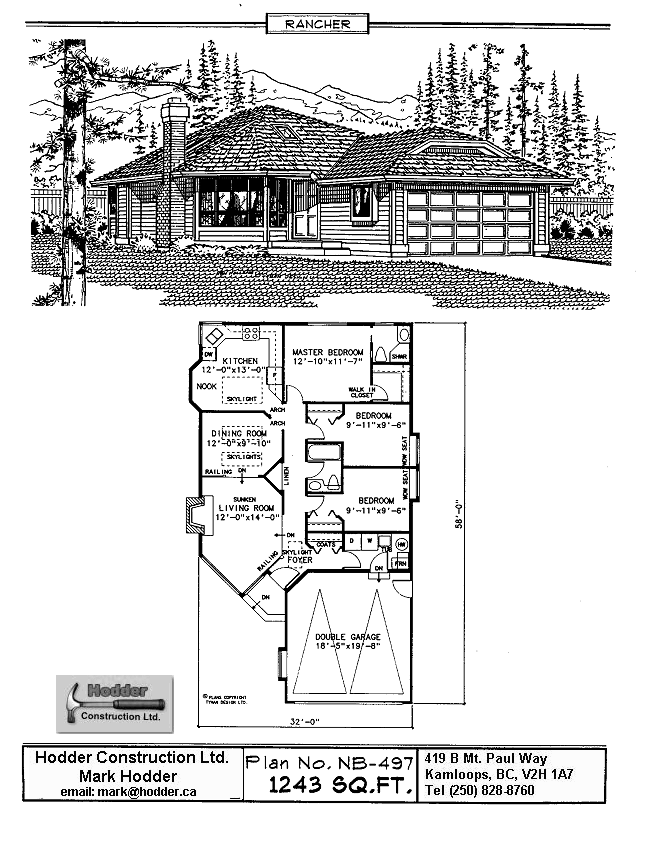 RANCHER
DW
KITCHEN
12'-0"x13'-0"
F
NOOK
SKYLIGHT
MASTER BEDROOM
12'-10"x11'-7"
SHWR
WALK IN
CLOSET
ARCH
ARCH
BEDROOM
9'-11"x9'-6"
WDW SEAT
DINING ROOM
12'-0"x9'-10"
SKYLIGHTS
RAILING
DN
LINEN
WDW SEAT
BEDROOM
9'-11"x9'-6"
SUNKEN
LIVING ROOM
12'-0"x14'-0"
58'-0"
DN
COATS
D
W
TUB
HW
RAILING
SKYLIGHT
FOYER
FRN
DN
DN
DOUBLE GARAGE
18'-5"x19'-8"
© PLANS COPYRIGHT
TYNAN DESIGN LTD.
32'-0"
Hodder
Construction Ltd.
Hodder Construction Ltd.
Mark Hodder
email: mark@hodder.ca
Plan No. NB-497
1243 SQ.FT.
419 B Mt. Paul Way
Kamloops, BC, V2H 1A7
Tel (250) 828-8760